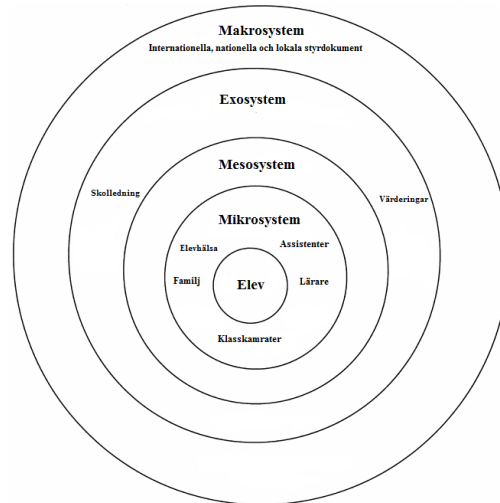 Makrosystem
Internationella, nationella och lokala styrdokument
Exosystem
Mesosystem
Skolledning
Värderingar
Mikrosystem
Elevhälsa
Assistenter
Familj
Elev
Lärare
Klasskamrater